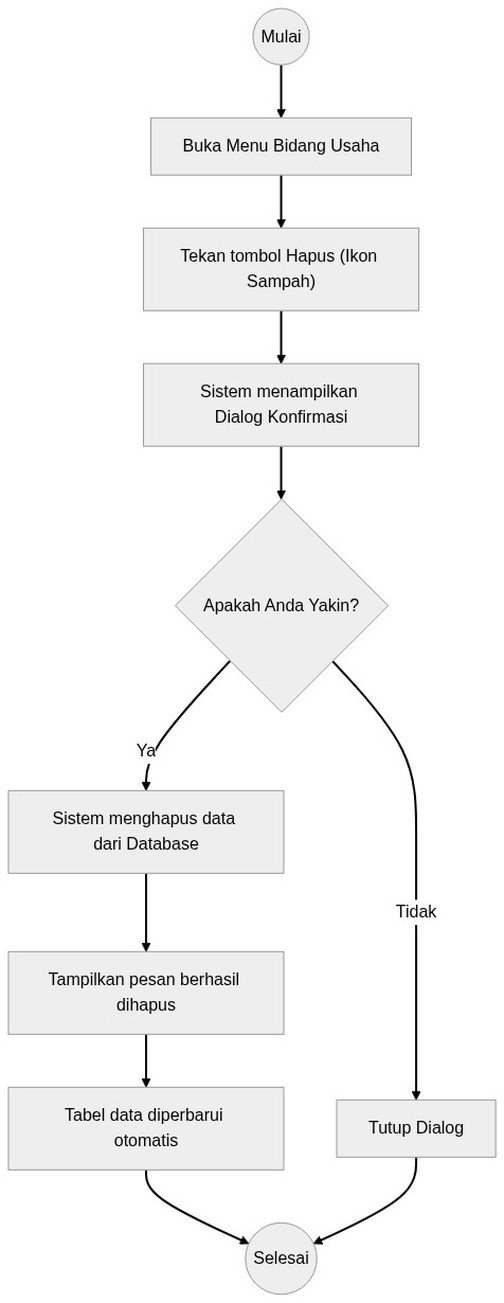 Mulai
Buka Menu Bidang Usaha
Tekan tombol Hapus (Ikon
Sampah)
Sistem menampilkan
Dialog Konfirmasi
Apakah Anda Yakin?
Ya
Sistem menghapus data
dari Database
Tidak
Tampilkan pesan berhasil
dihapus
Tabel data diperbarui
otomatis
Tutup Dialog
Selesai